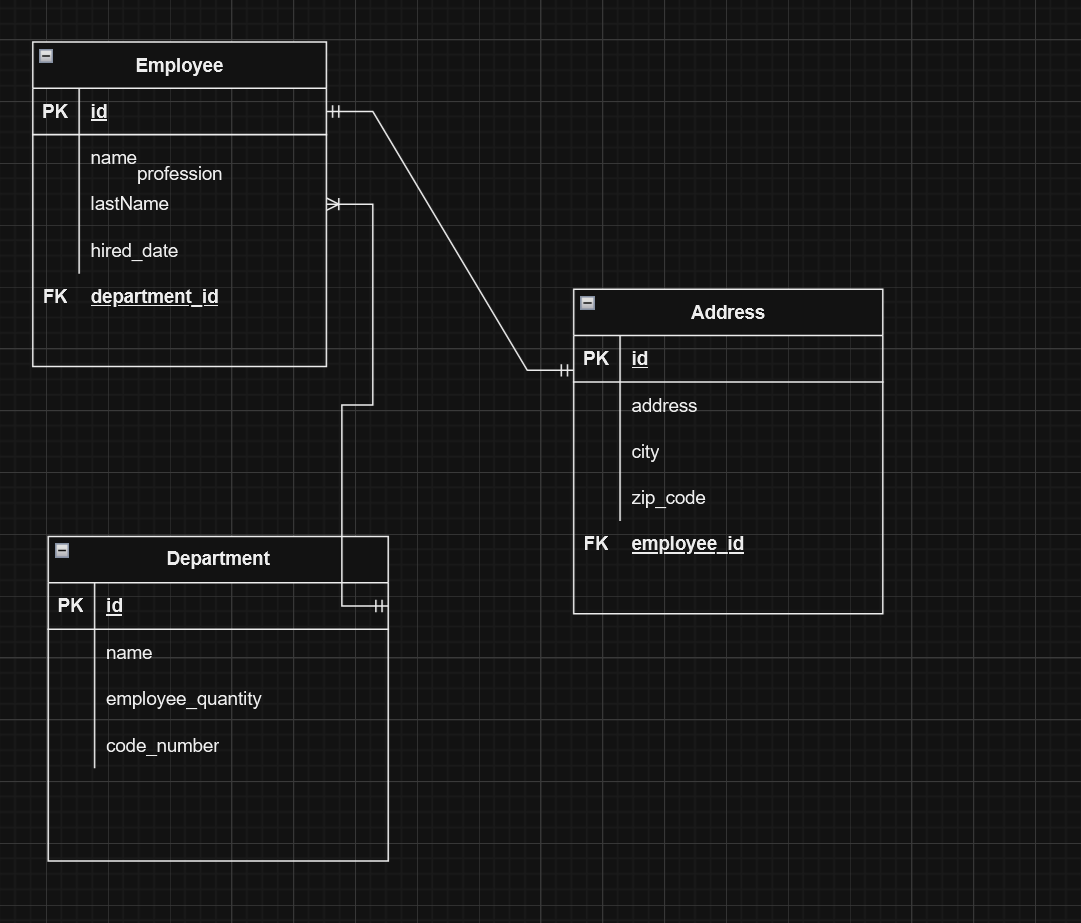 Employee
PK id
name
profession
lastName
hired_date
FK department_id
Address
PK id
address
city
zip_code
FK employee_id
Department
PK id
name
employee_quantity
code_number